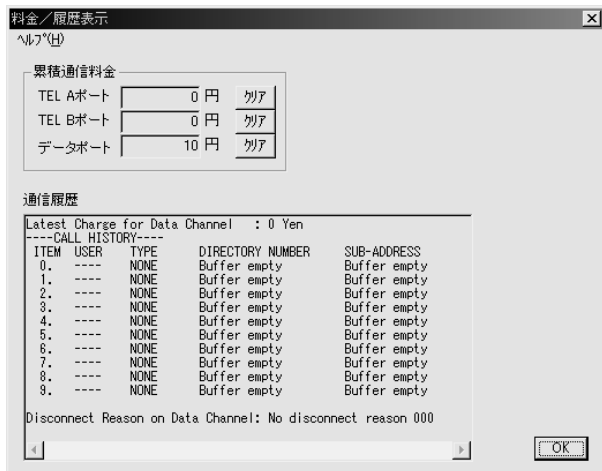 料金／履歴表示
ﾍﾙﾌﾟ(H)
累積通信料金
TEL Aポート 0 円 ｸﾘｱ
TEL Bポート 0 円 ｸﾘｱ
データポート 10 円 ｸﾘｱ
通信履歴
Latest Charge for Data Channel : 0 Yen
----CALL HISTORY----
ITEM USER TYPE DIRECTORY NUMBER SUB-ADDRESS
0. ---- NONE Buffer empty Buffer empty
1. ---- NONE Buffer empty Buffer empty
2. ---- NONE Buffer empty Buffer empty
3. ---- NONE Buffer empty Buffer empty
4. ---- NONE Buffer empty Buffer empty
5. ---- NONE Buffer empty Buffer empty
6. ---- NONE Buffer empty Buffer empty
7. ---- NONE Buffer empty Buffer empty
8. ---- NONE Buffer empty Buffer empty
9. ---- NONE Buffer empty Buffer empty
Disconnect Reason on Data Channel: No disconnect reason 000
OK